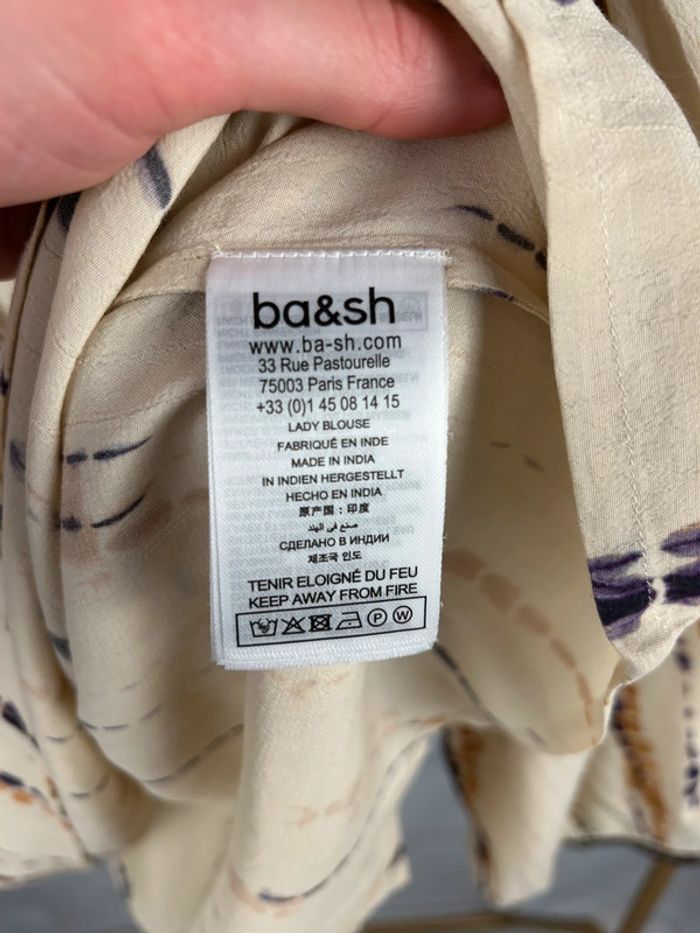 ba&sh
www.ba-sh.com
33 Rue Pastourelle
75003 Paris France
+33 (0)1 45 08 14 15
LADY BLOUSE
FABRIQUÉ EN INDE
MADE IN INDIA
IN INDIEN HERGESTELLT
HECHO EN INDIA
原产国：印度
صنع في الهند
СДЕЛАНО В ИНДИИ
제조국 인도
TENIR ELOIGNÉ DU FEU
KEEP AWAY FROM FIRE
P W